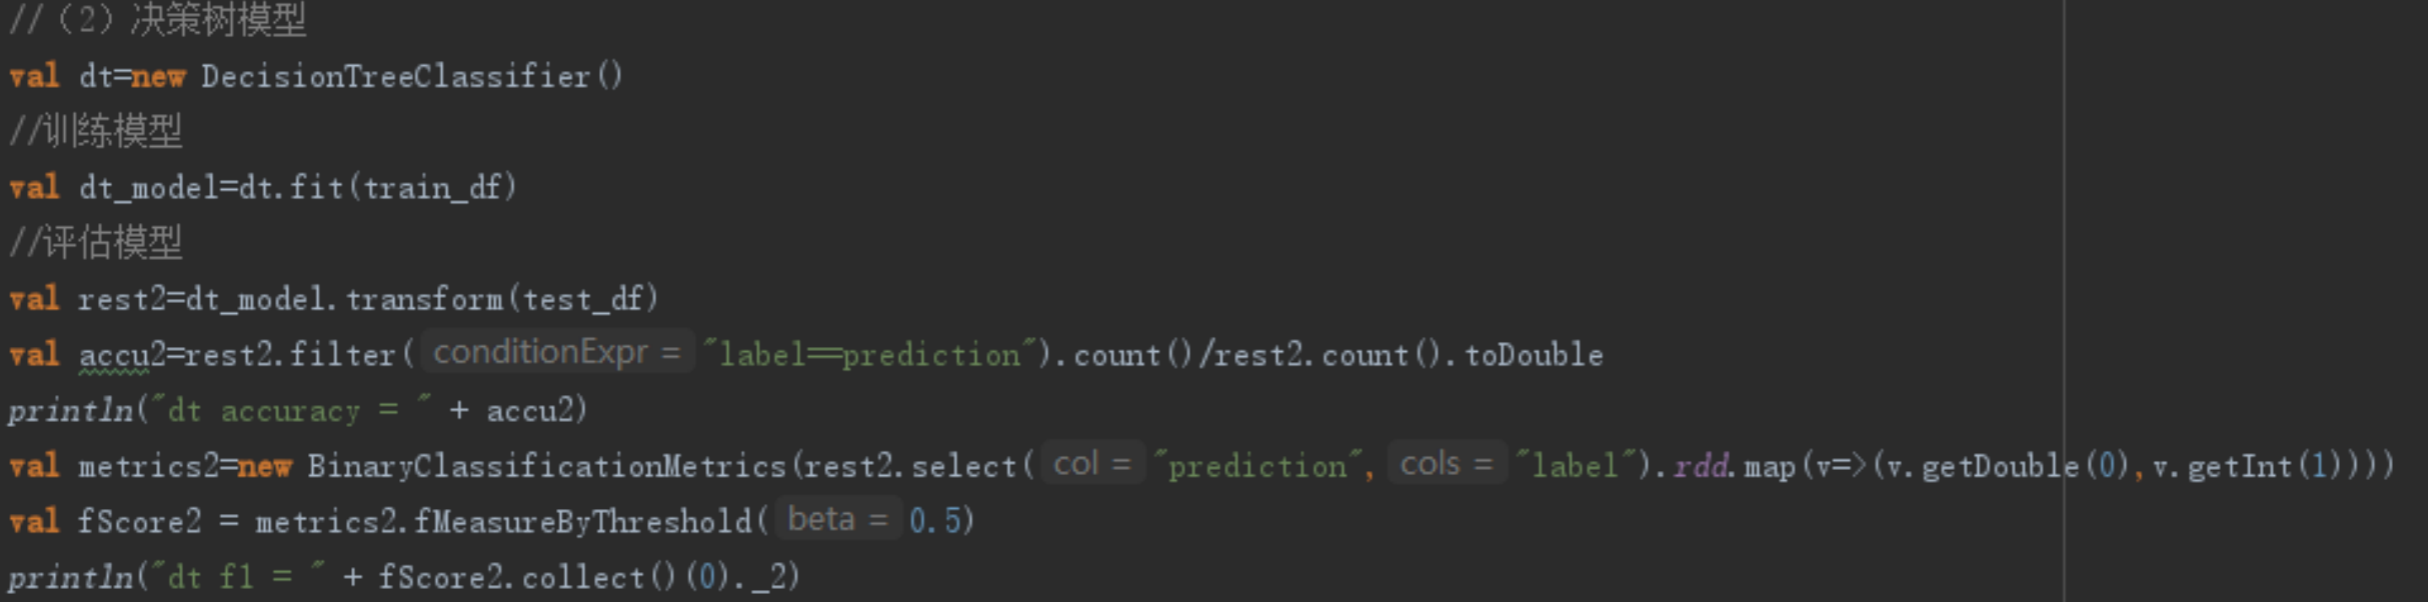 //（2）决策树模型
val dt=new DecisionTreeClassifier()
//训练模型
val dt_model=dt.fit(train_df)
//评估模型
val rest2=dt_model.transform(test_df)
val accu2=rest2.filter( conditionExpr = "label==prediction").count()/rest2.count().toDouble
println("dt accuracy = " + accu2)
val metrics2=new BinaryClassificationMetrics(rest2.select( col = "prediction", cols = "label").rdd.map(v=>(v.getDouble(0),v.getInt(1))))
val fScore2 = metrics2.fMeasureByThreshold( beta = 0.5)
println("dt f1 = " + fScore2.collect()(0)._2)